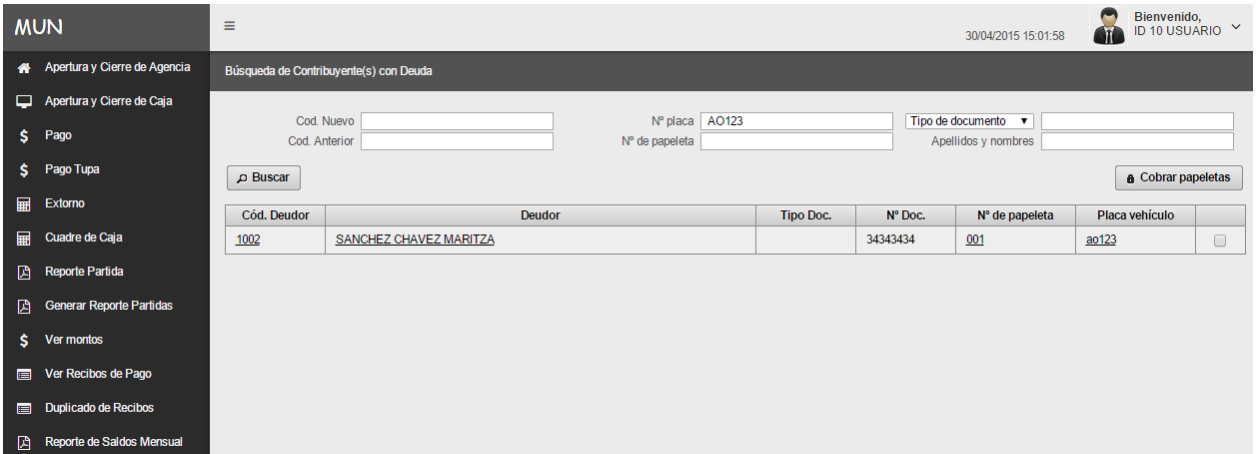 MUN
30/04/2015 15:01:58
Bienvenido,
ID 10 USUARIO
Apertura y Cierre de Agencia
Apertura y Cierre de Caja
Pago
Pago Tupa
Extorno
Cuadre de Caja
Reporte Partida
Generar Reporte Partidas
Ver montos
Ver Recibos de Pago
Duplicado de Recibos
Reporte de Saldos Mensual
Búsqueda de Contribuyente(s) con Deuda
Cod. Nuevo Nº placa AO123 Tipo de documento
Cod. Anterior Nº de papeleta Apellidos y nombres
Buscar Cobrar papeletas
Cód. Deudor Deudor Tipo Doc. Nº Doc. Nº de papeleta Placa vehículo
1002 SANCHEZ CHAVEZ MARITZA 34343434 001 ao123